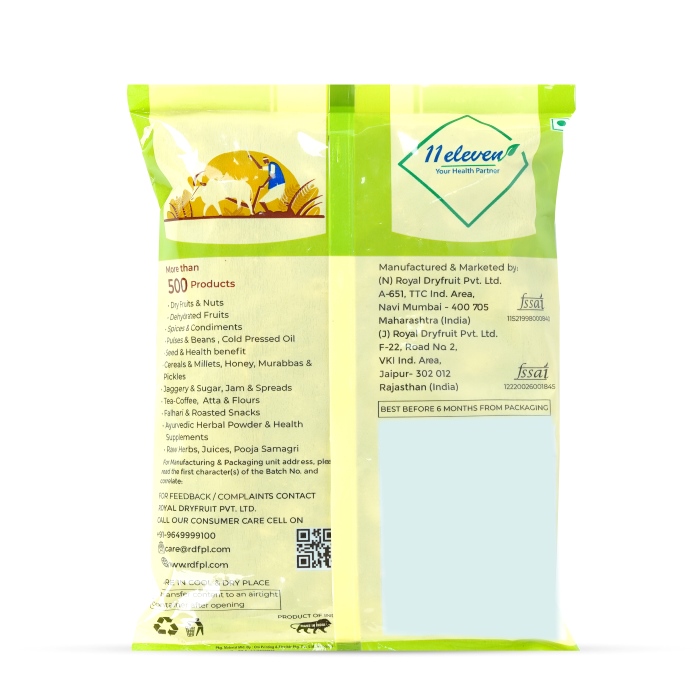 More than
500 Products
- Dry Fruits & Nuts
- Dehydrated Fruits
- Spices & Condiments
- Pulses & Beans , Cold Pressed Oil
- Seed & Health benefit
- Cereals & Millets, Honey, Murabbas &
Pickles
- Jaggery & Sugar, Jam & Spreads
- Tea-Coffee, Atta & Flours
- Falhari & Roasted Snacks
- Ayurvedic Herbal Powder & Health
Supplements
- Raw Herbs, Juices, Pooja Samagri
For Manufacturing & Packaging unit address,
read the first character(s) of the Batch No. and
correlate:
FOR FEEDBACK / COMPLAINTS CONTACT
ROYAL DRYFRUIT PVT. LTD.
CALL OUR CONSUMER CARE CELL ON
+91-9649999100
care@rdfpl.com
www.rdfpl.com
IN COOL & DRY PLACE
Transfer content to an airtight
after opening
PRODUCT OF
11 eleven
Your Health Partner
Manufactured & Marketed by:
(N) Royal Dryfruit Pvt. Ltd.
A-651, TTC Ind. Area,
Navi Mumbai - 400 705
Maharashtra (India)
fssai
(J) Royal Dryfruit Pvt. Ltd.
F-22, Road No. 2,
VKI Ind. Area,
Jaipur- 302 012
Rajasthan (India)
fssai
12220026001845
BEST BEFORE 6 MONTHS FROM PACKAGING